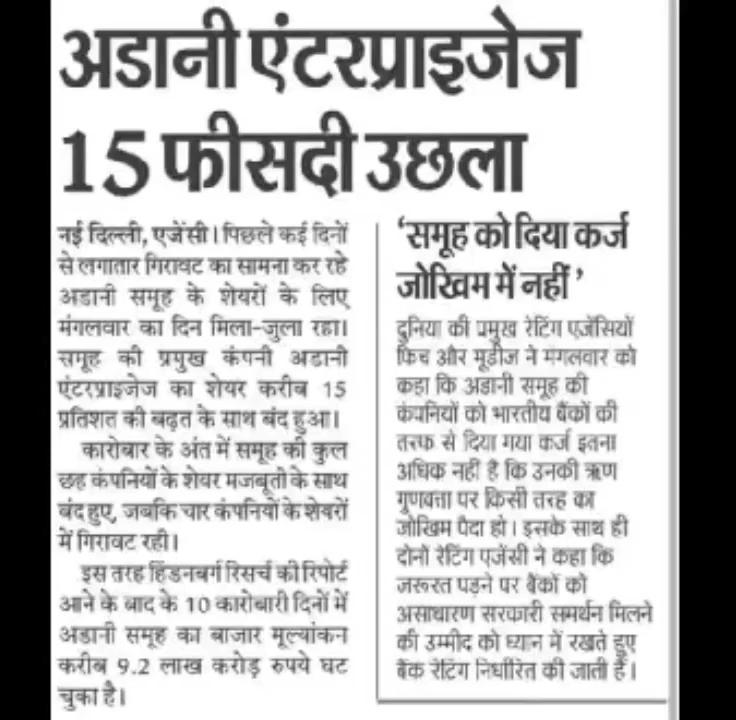 अडानी एंटरप्राइजेज
15 फीसदी उछला
नई दिल्ली, एजेंसी। पिछले कई दिनों
से लगातार गिरावट का सामना कर रहे
अडानी समूह के शेयरों के लिए
मंगलवार का दिन मिला-जुला रहा।
समूह की प्रमुख कंपनी अडानी
एंटरप्राइजेज का शेयर करीब 15
प्रतिशत की बढ़त के साथ बंद हुआ।
कारोबार के अंत में समूह की कुल
छह कंपनियों के शेयर मजबूती के साथ
बंद हुए, जबकि चार कंपनियों के शेयरों
में गिरावट रही।
इस तरह हिंडनबर्ग रिसर्च की रिपोर्ट
आने के बाद के 10 कारोबारी दिनों में
अडानी समूह का बाजार मूल्यांकन
करीब 9.2 लाख करोड़ रुपये घट
चुका है।
‘समूह को दिया कर्ज
जोखिम में नहीं’
दुनिया की प्रमुख रेटिंग एजेंसियों
फिच और मूडीज ने मंगलवार को
कहा कि अडानी समूह की
कंपनियों को भारतीय बैंकों की
तरफ से दिया गया कर्ज इतना
अधिक नहीं है कि उनकी ऋण
गुणवत्ता पर किसी तरह का
जोखिम पैदा हो। इसके साथ ही
दोनों रेटिंग एजेंसी ने कहा कि
जरूरत पड़ने पर बैंकों को
असाधारण सरकारी समर्थन मिलने
की उम्मीद को ध्यान में रखते हुए
बैंक रेटिंग निर्धारित की जाती हैं।